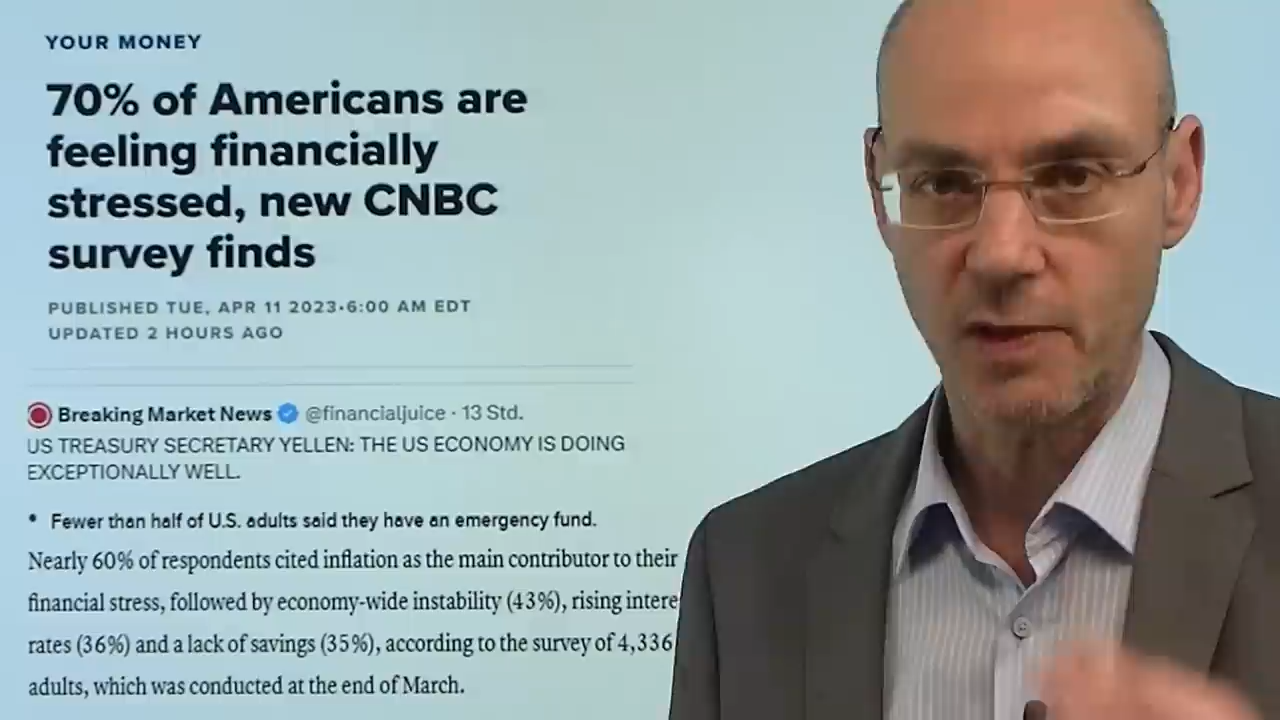 YOUR MONEY
70% of Americans are
feeling financially
stressed, new CNBC
survey finds
PUBLISHED TUE, APR 11 2023•6:00 AM EDT
UPDATED 2 HOURS AGO
Breaking Market News @financialjuice · 13 Std.
US TREASURY SECRETARY YELLEN: THE US ECONOMY IS DOING
EXCEPTIONALLY WELL.
* Fewer than half of U.S. adults said they have an emergency fund.
Nearly 60% of respondents cited inflation as the main contributor to their
financial stress, followed by economy-wide instability (43%), rising intere
rates (36%) and a lack of savings (35%), according to the survey of 4,336
adults, which was conducted at the end of March.